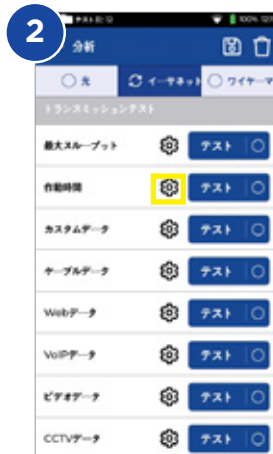 2
100%
分析
光
イーサネット
ワイヤーマ
トランスミッションテスト
最大スループット
テスト
作動時間
テスト
カスタムデータ
テスト
ケーブルデータ
テスト
Webデータ
テスト
VoIPデータ
テスト
ビデオデータ
テスト
CCTVデータ
テスト